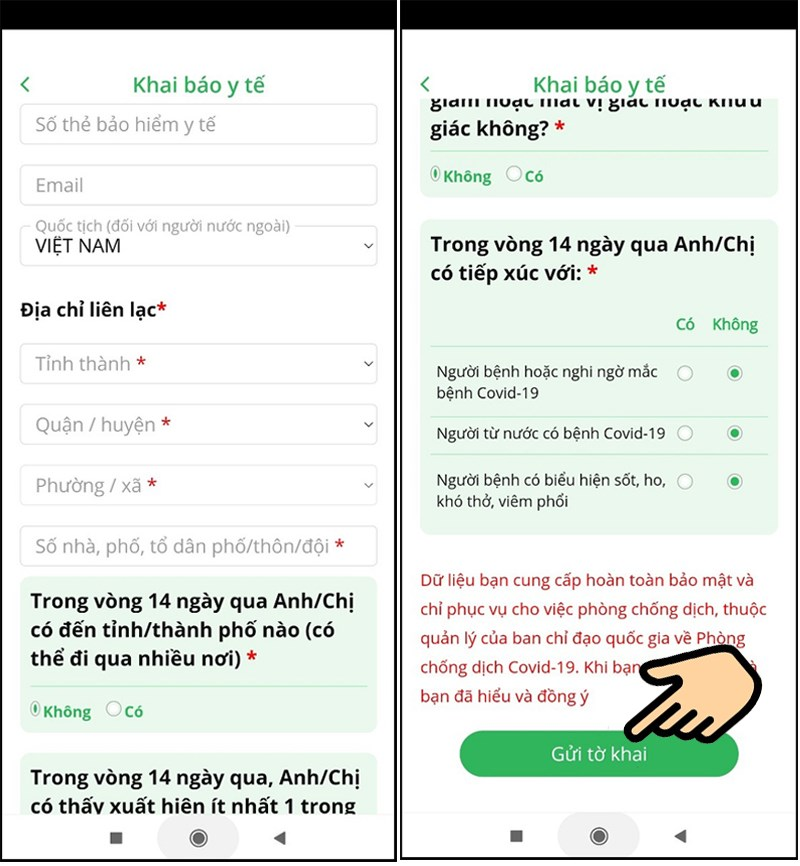 Khai báo y tế
Số thẻ bảo hiểm y tế
Email
Quốc tịch (đối với người nước ngoài)
VIỆT NAM
Địa chỉ liên lạc*
Tỉnh thành *
Quận / huyện *
Phường / xã *
Số nhà, phố, tổ dân phố/thôn/đội *
Trong vòng 14 ngày qua Anh/Chị
có đến tỉnh/thành phố nào (có
thể đi qua nhiều nơi) *
Không Có
Trong vòng 14 ngày qua, Anh/Chị
có thấy xuất hiện ít nhất 1 trong
Khai báo y tế
giảm hoặc mất vị giác hoặc khứu
giác không? *
Không Có
Trong vòng 14 ngày qua Anh/Chị
có tiếp xúc với: *
Có Không
Người bệnh hoặc nghi ngờ mắc
bệnh Covid-19
Người từ nước có bệnh Covid-19
Người bệnh có biểu hiện sốt, ho,
khó thở, viêm phổi
Dữ liệu bạn cung cấp hoàn toàn bảo mật và
chỉ phục vụ cho việc phòng chống dịch, thuộc
quản lý của ban chỉ đạo quốc gia về Phòng
chống dịch Covid-19. Khi bạn
bạn đã hiểu và đồng ý
Gửi tờ khai